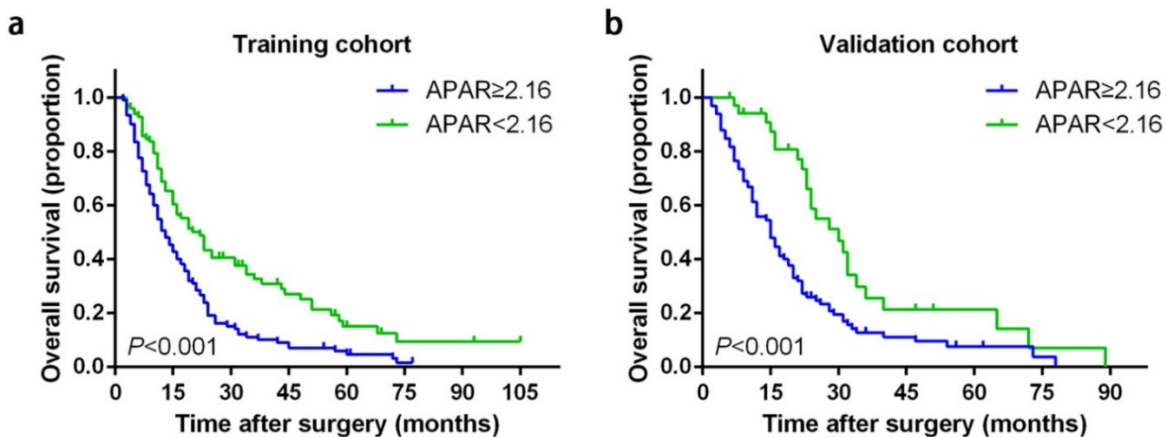 a
Training cohort
Overall survival (proportion)
1.0
0.8
0.6
0.4
0.2
0.0
APAR≥2.16
APAR<2.16
P<0.001
0 15 30 45 60 75 90 105
Time after surgery (months)
b
Validation cohort
Overall survival (proportion)
1.0
0.8
0.6
0.4
0.2
0.0
APAR≥2.16
APAR<2.16
P<0.001
0 15 30 45 60 75 90
Time after surgery (months)